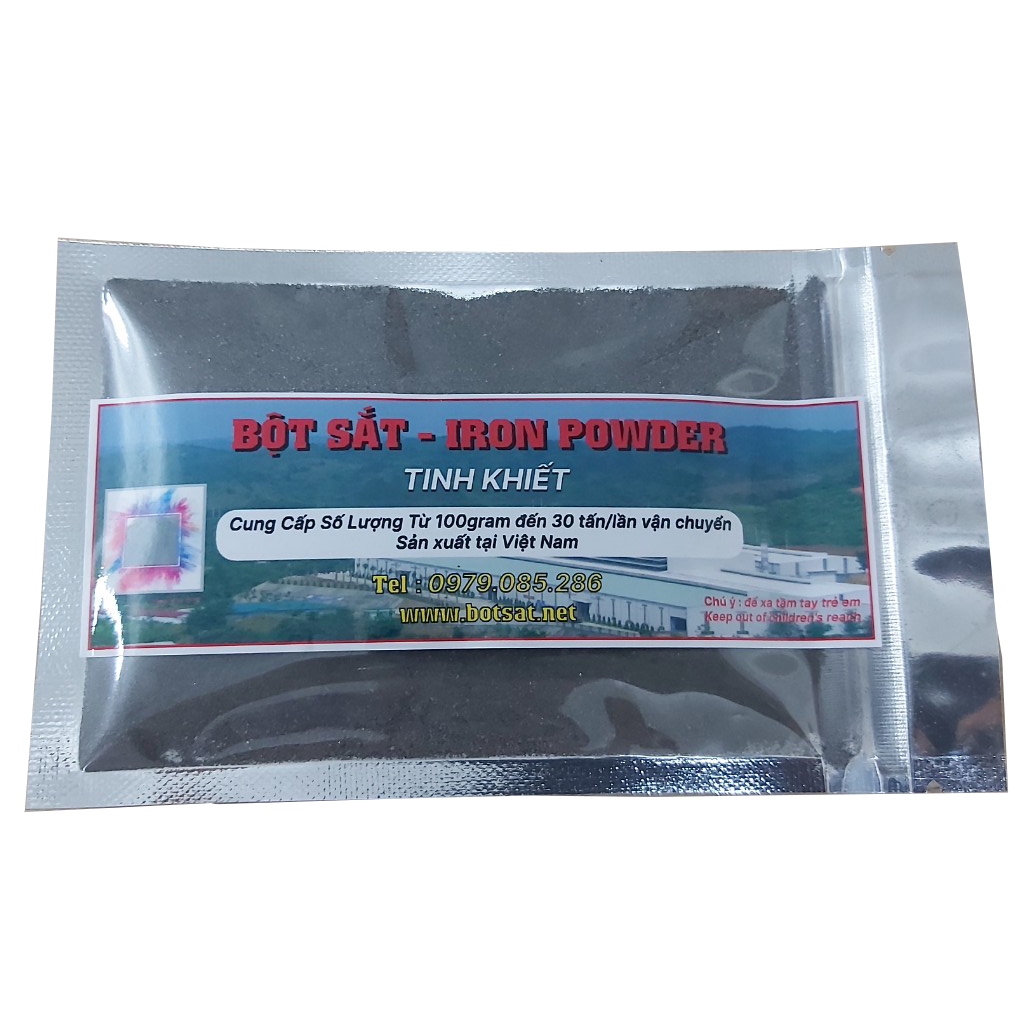 BỘT SẮT - IRON POWDER
TINH KHIẾT
Cung Cấp Số Lượng Từ 100gram đến 30 tấn/lần vận chuyển
Sản xuất tại Việt Nam
Tel : 0979.085.286
www.botsat.net
Chú ý : để xa tầm tay trẻ em
Keep out of children's reach